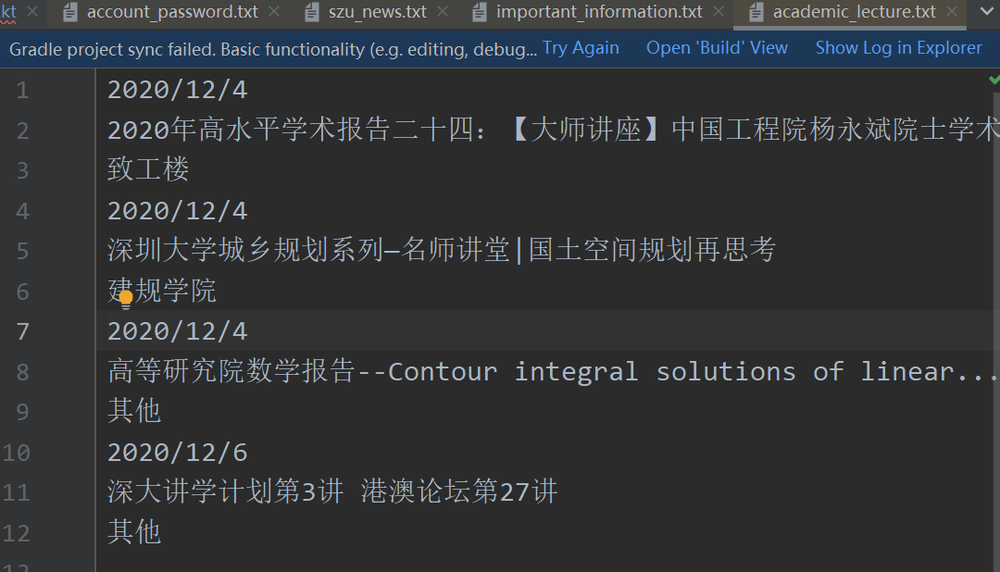 kt account_password.txt szu_news.txt important_information.txt academic_lecture.txt
Gradle project sync failed. Basic functionality (e.g. editing, debug... Try Again Open 'Build' View Show Log in Explorer
1 2020/12/4
2 2020年高水平学术报告二十四：【大师讲座】中国工程院杨永斌院士学术
3 致工楼
4 2020/12/4
5 深圳大学城乡规划系列—名师讲堂|国土空间规划再思考
6 建规学院
7 2020/12/4
8 高等研究院数学报告--Contour integral solutions of linear...
9 其他
10 2020/12/6
11 深大讲学计划第3讲 港澳论坛第27讲
12 其他
13